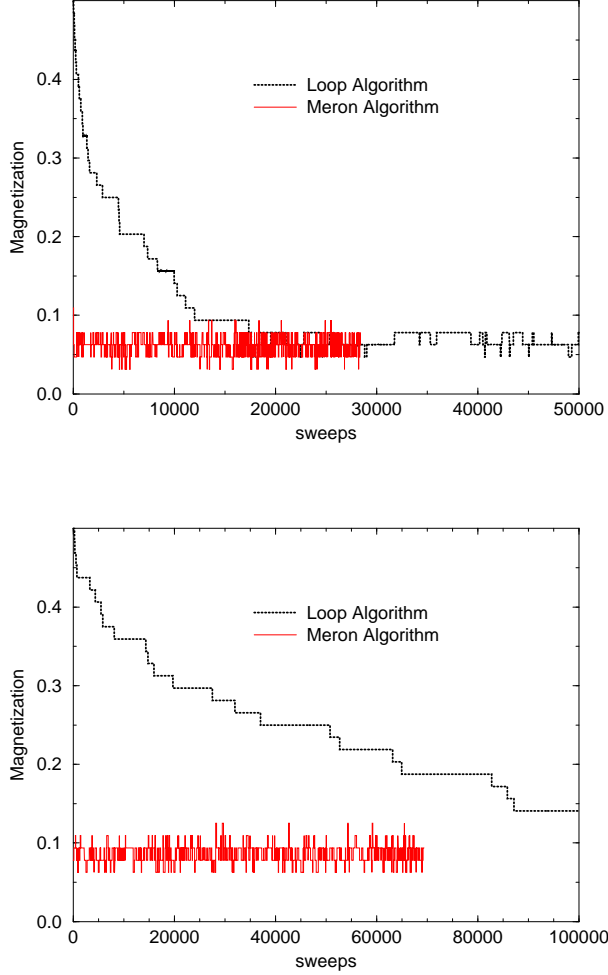 0.4
0.3
0.2
0.1
0.0
Magnetization
Loop Algorithm
Meron Algorithm
0 10000 20000 30000 40000 50000
sweeps
0.4
0.3
0.2
0.1
0.0
Magnetization
Loop Algorithm
Meron Algorithm
0 20000 40000 60000 80000 100000
sweeps